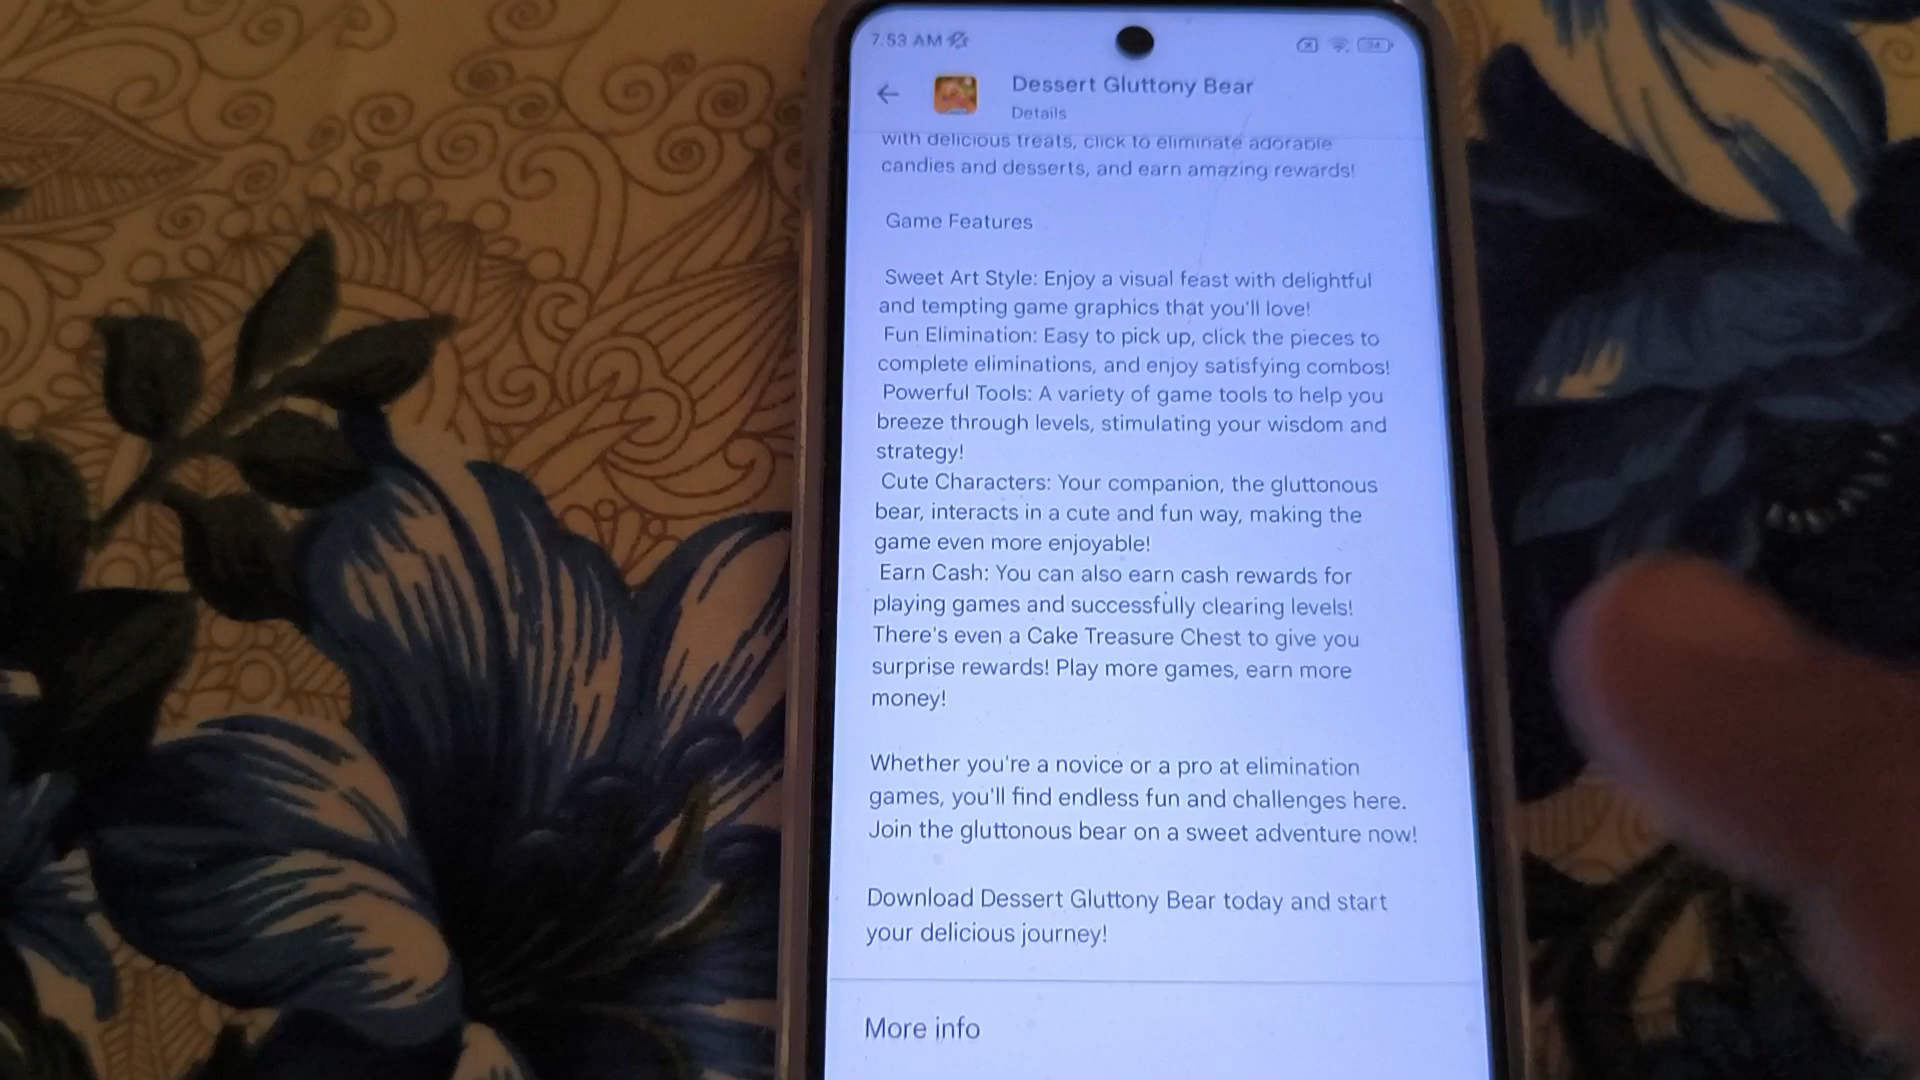 7:53 AM
34
Dessert Gluttony Bear
Details
with delicious treats, click to eliminate adorable
candies and desserts, and earn amazing rewards!
Game Features
Sweet Art Style: Enjoy a visual feast with delightful
and tempting game graphics that you'll love!
Fun Elimination: Easy to pick up, click the pieces to
complete eliminations, and enjoy satisfying combos!
Powerful Tools: A variety of game tools to help you
breeze through levels, stimulating your wisdom and
strategy!
Cute Characters: Your companion, the gluttonous
bear, interacts in a cute and fun way, making the
game even more enjoyable!
Earn Cash: You can also earn cash rewards for
playing games and successfully clearing levels!
There's even a Cake Treasure Chest to give you
surprise rewards! Play more games, earn more
money!
Whether you're a novice or a pro at elimination
games, you'll find endless fun and challenges here.
Join the gluttonous bear on a sweet adventure now!
Download Dessert Gluttony Bear today and start
your delicious journey!
More info